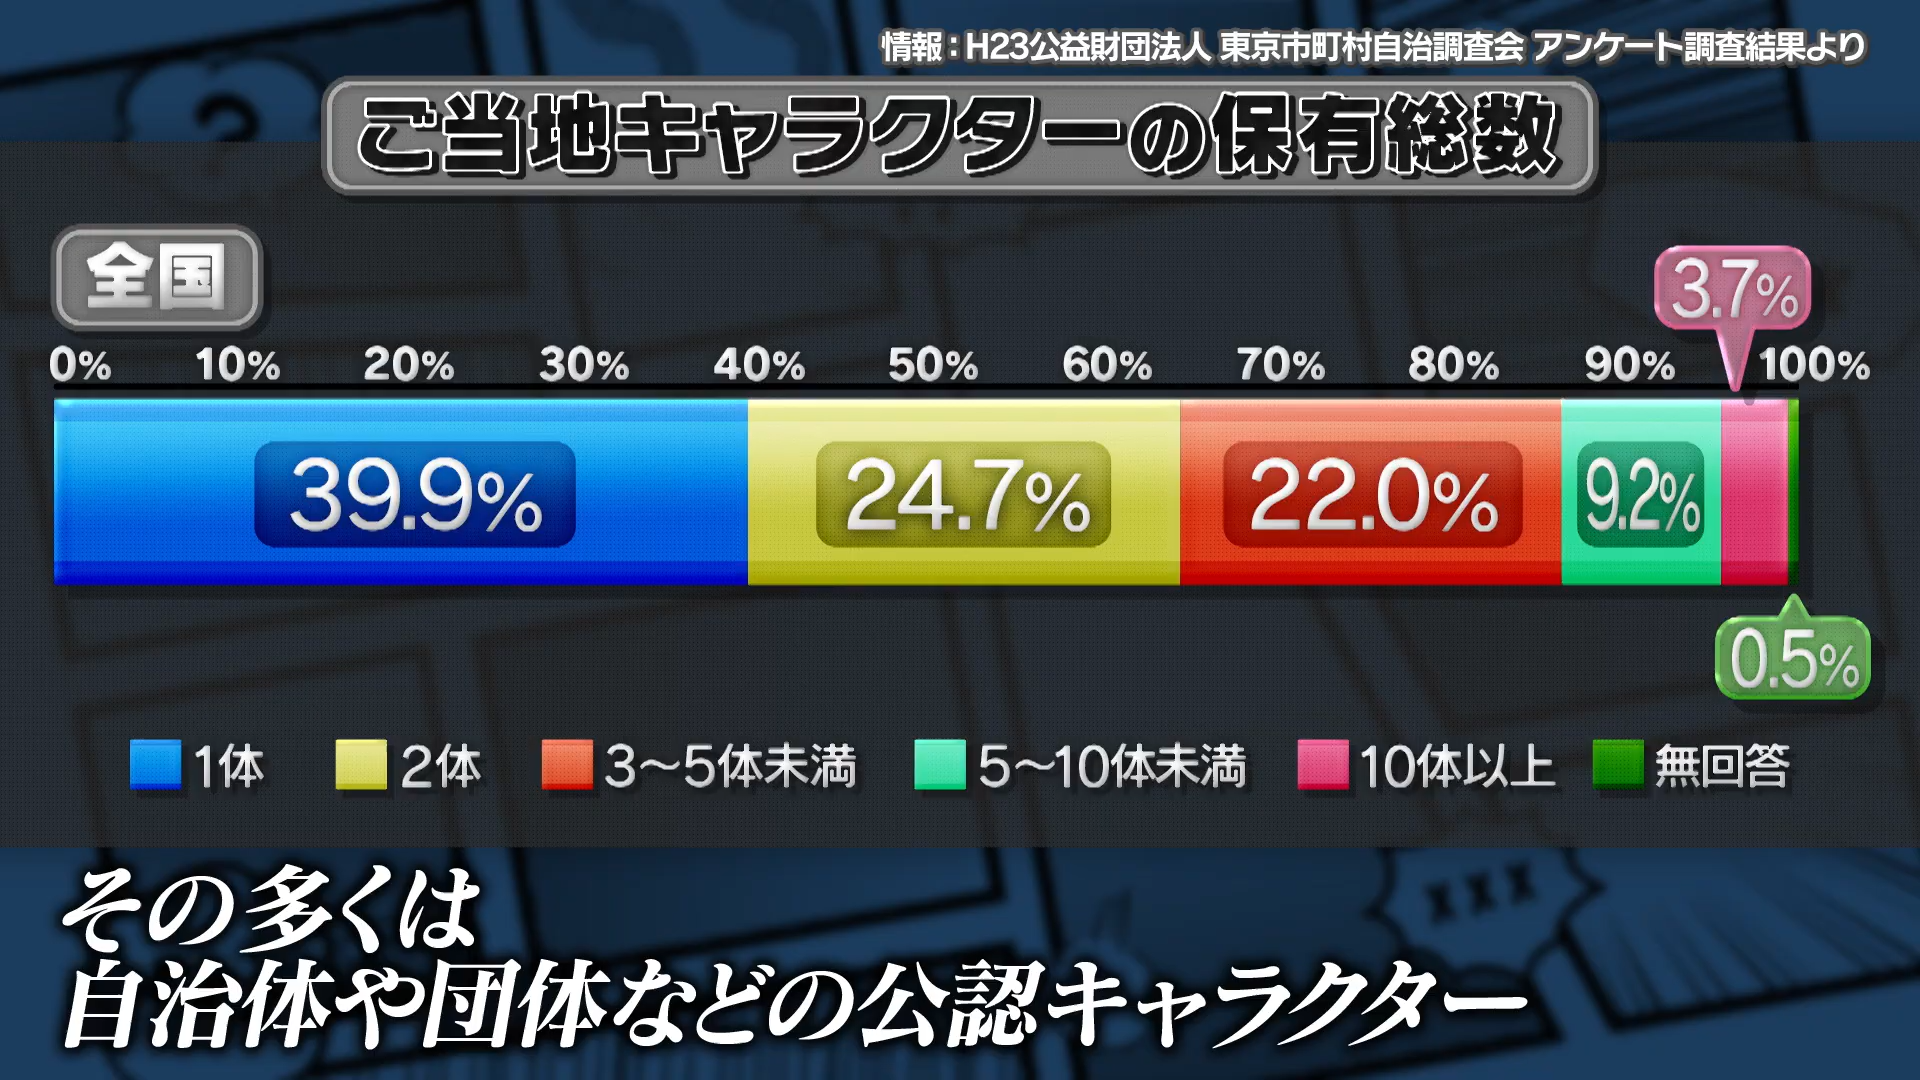 情報：H23公益財団法人 東京市町村自治調査会 アンケート調査結果より
ご当地キャラクターの保有総数
全国
3.7%
0% 10% 20% 30% 40% 50% 60% 70% 80% 90% 100%
39.9% 24.7% 22.0% 9.2%
0.5%
1体 2体 3～5体未満 5～10体未満 10体以上 無回答
その多くは
自治体や団体などの公認キャラクター